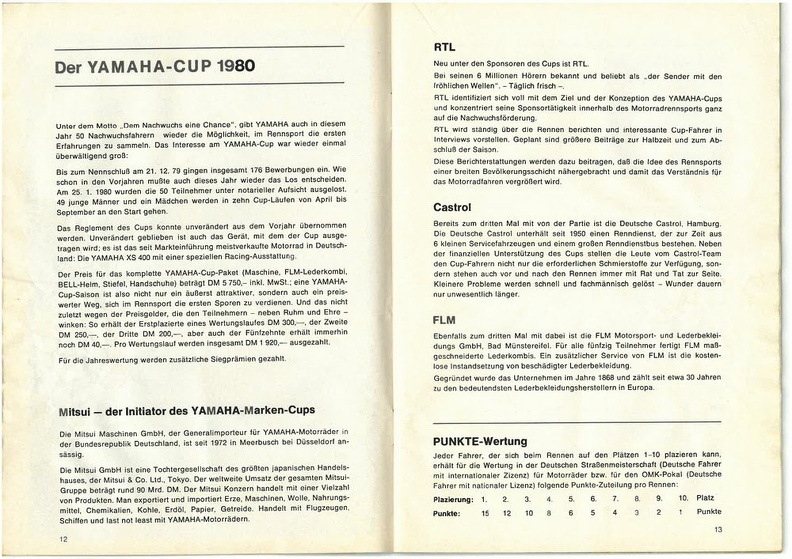 Der YAMAHA-CUP 1980
Unter dem Motto „Dem Nachwuchs eine Chance", gibt YAMAHA auch in diesem
Jahr 50 Nachwuchsfahrern wieder die Möglichkeit, im Rennsport die ersten
Erfahrungen zu sammeln. Das Interesse am YAMAHA-Cup war wieder einmal
überwältigend groß:
Bis zum Nennschluß am 21. 12. 79 gingen insgesamt 176 Bewerbungen ein. Wie
schon in den Vorjahren mußte auch dieses Jahr wieder das Los entscheiden.
Am 25. 1. 1980 wurden die 50 Teilnehmer unter notarieller Aufsicht ausgelost.
49 junge Männer und ein Mädchen werden in zehn Cup-Läufen von April bis
September an den Start gehen.
Das Reglement des Cups konnte unverändert aus dem Vorjahr übernommen
werden. Unverändert geblieben ist auch das Gerät, mit dem der Cup ausge-
tragen wird; es ist das seit Markteinführung meistverkaufte Motorrad in Deutsch-
land: Die YAMAHA XS 400 mit einer speziellen Racing-Ausstattung.
Der Preis für das komplette YAMAHA-Cup-Paket (Maschine, FLM-Lederkombi,
BELL-Helm, Stiefel, Handschuhe) beträgt DM 5 750,- inkl. MwSt.; eine YAMAHA-
Cup-Saison ist also nicht nur ein äußerst attraktiver, sondern auch ein preis-
werter Weg, sich im Rennsport die ersten Sporen zu verdienen. Und das nicht
zuletzt wegen der Preisgelder, die den Teilnehmern – neben Ruhm und Ehre –
winken: So erhält der Erstplazierte eines Wertungslaufes DM 300,—, der Zweite
DM 250,—, der Dritte DM 200,—, aber auch der Fünfzehnte erhält immerhin
noch DM 40,—. Pro Wertungslauf werden insgesamt DM 1 920,— ausgezahlt.
Für die Jahreswertung werden zusätzliche Siegprämien gezahlt.
Mitsui — der Initiator des YAMAHA-Marken-Cups
Die Mitsui Maschinen GmbH, der Generalimporteur für YAMAHA-Motorräder in
der Bundesrepublik Deutschland, ist seit 1972 in Meerbusch bei Düsseldorf an-
sässig.
Die Mitsui GmbH ist eine Tochtergesellschaft des größten japanischen Handels-
hauses, der Mitsui & Co. Ltd., Tokyo. Der weltweite Umsatz der gesamten Mitsui-
Gruppe beträgt rund 90 Mrd. DM. Der Mitsui Konzern handelt mit einer Vielzahl
von Produkten. Man exportiert und importiert Erze, Maschinen, Wolle, Nahrungs-
mittel, Chemikalien, Kohle, Erdöl, Papier, Getreide. Handelt mit Flugzeugen,
Schiffen und last not least mit YAMAHA-Motorrädern.
12
RTL
Neu unter den Sponsoren des Cups ist RTL.
Bei seinen 6 Millionen Hörern bekannt und beliebt als „der Sender mit den
fröhlichen Wellen". – Täglich frisch –.
RTL identifiziert sich voll mit dem Ziel und der Konzeption des YAMAHA-Cups
und konzentriert seine Sponsortätigkeit innerhalb des Motorradrennsports ganz
auf die Nachwuchsförderung.
RTL wird ständig über die Rennen berichten und interessante Cup-Fahrer in
Interviews vorstellen. Geplant sind größere Beiträge zur Halbzeit und zum Ab-
schluß der Saison.
Diese Berichterstattungen werden dazu beitragen, daß die Idee des Rennsports
einer breiten Bevölkerungsschicht nähergebracht und damit das Verständnis für
das Motorradfahren vergrößert wird.
Castrol
Bereits zum dritten Mal mit von der Partie ist die Deutsche Castrol, Hamburg.
Die Deutsche Castrol unterhält seit 1950 einen Renndienst, der zur Zeit aus
6 kleinen Servicefahrzeugen und einem großen Renndienstbus bestehen. Neben
der finanziellen Unterstützung des Cups stellen die Leute vom Castrol-Team
den Cup-Fahrern nicht nur die erforderlichen Schmierstoffe zur Verfügung, son-
dern stehen auch vor und nach den Rennen immer mit Rat und Tat zur Seite.
Kleinere Probleme werden schnell und fachmännisch gelöst – Wunder dauern
nur unwesentlich länger.
FLM
Ebenfalls zum dritten Mal mit dabei ist die FLM Motorsport- und Lederbeklei-
dungs GmbH, Bad Münstereifel. Für alle fünfzig Teilnehmer fertigt FLM maß-
geschneiderte Lederkombis. Ein zusätzlicher Service von FLM ist die kosten-
lose Instandsetzung von beschädigter Lederbekleidung.
Gegründet wurde das Unternehmen im Jahre 1868 und zählt seit etwa 30 Jahren
zu den bedeutendsten Lederbekleidungsherstellern in Europa.
PUNKTE-Wertung
Jeder Fahrer, der sich beim Rennen auf den Plätzen 1–10 plazieren kann,
erhält für die Wertung in der Deutschen Straßenmeisterschaft (Deutsche Fahrer
mit internationaler Zizenz) für Motorräder bzw. für den OMK-Pokal (Deutsche
Fahrer mit nationaler Lizenz) folgende Punkte-Zuteilung pro Rennen:
Plazierung: 1. 2. 3. 4. 5. 6. 7. 8. 9. 10. Platz
Punkte: 15 12 10 8 6 5 4 3 2 1 Punkte
13